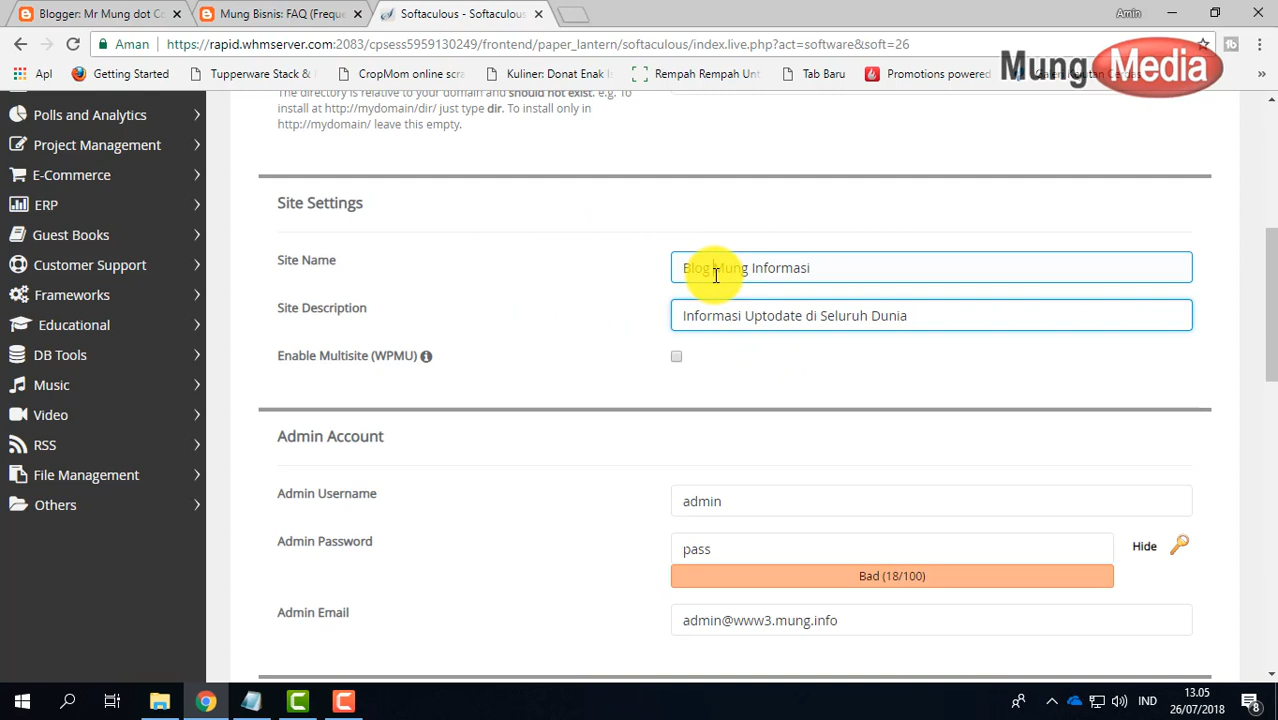 Blogger: Mr Mung dot C
Mung Bisnis: FAQ (Freque
Softaculous - Softaculous
Amin
Aman
https://rapid.whmserver.com:2083/cpsess5959130249/frontend/paper_lantern/softaculous/index.live.php?act=software&soft=26
Apl
Getting Started
Tupperware Stack &
CropMom online scra
Kuliner: Donat Enak
Rempah Rempah Unt
Tab Baru
Promotions powered
Mung Media
The directory is relative to your domain and should not exist. e.g. To
install at http://mydomain/dir/ just type dir. To install only in
http://mydomain/ leave this empty.
Polls and Analytics
Project Management
E-Commerce
ERP
Guest Books
Customer Support
Frameworks
Educational
DB Tools
Music
Video
RSS
File Management
Others
Site Settings
Site Name
Blog Mung Informasi
Site Description
Informasi Uptodate di Seluruh Dunia
Enable Multisite (WPMU)
Admin Account
Admin Username
admin
Admin Password
pass
Hide
Bad (18/100)
Admin Email
admin@www3.mung.info
IND
13.05
26/07/2018
8